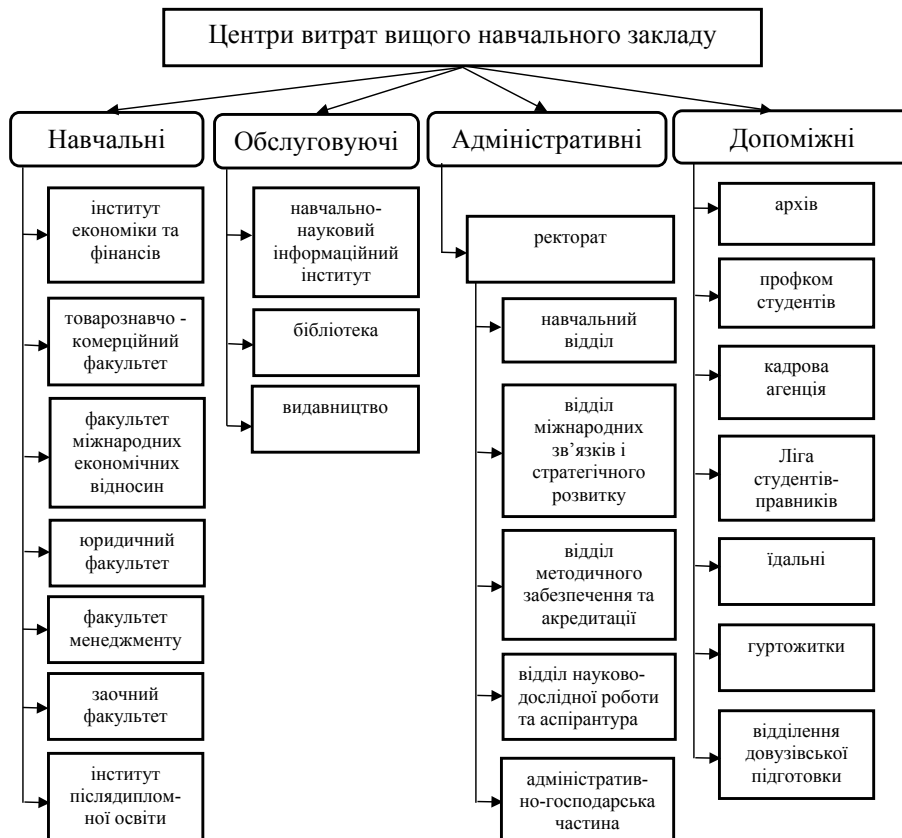 Центри витрат вищого навчального закладу
Навчальні
інститут
економіки та
фінансів
товарознавчо -
комерційний
факультет
факультет
міжнародних
економічних
відносин
юридичний
факультет
факультет
менеджменту
заочний
факультет
інститут
післядиплом-
ної освіти
Обслуговуючі
навчально-
науковий
інформаційний
інститут
бібліотека
видавництво
Адміністративні
ректорат
навчальний
відділ
відділ
міжнародних
зв’язків і
стратегічного
розвитку
відділ
методичного
забезпечення та
акредитації
відділ науково-
дослідної роботи
та аспірантура
адміністратив-
но-господарська
частина
Допоміжні
архів
профком
студентів
кадрова
агенція
Ліга
студентів-
правників
їдальні
гуртожитки
відділення
довузівської
підготовки